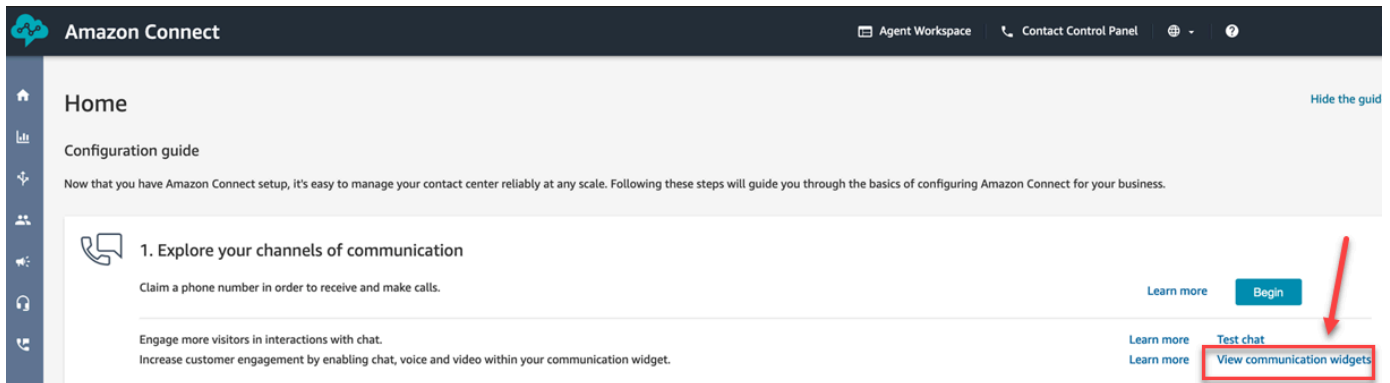 Amazon Connect
Agent Workspace
Contact Control Panel
Home
Hide the guid
Configuration guide
Now that you have Amazon Connect setup, it's easy to manage your contact center reliably at any scale. Following these steps will guide you through the basics of configuring Amazon Connect for your business.
1. Explore your channels of communication
Claim a phone number in order to receive and make calls.
Learn more
Begin
Engage more visitors in interactions with chat.
Learn more
Test chat
Increase customer engagement by enabling chat, voice and video within your communication widget.
Learn more
View communication widgets